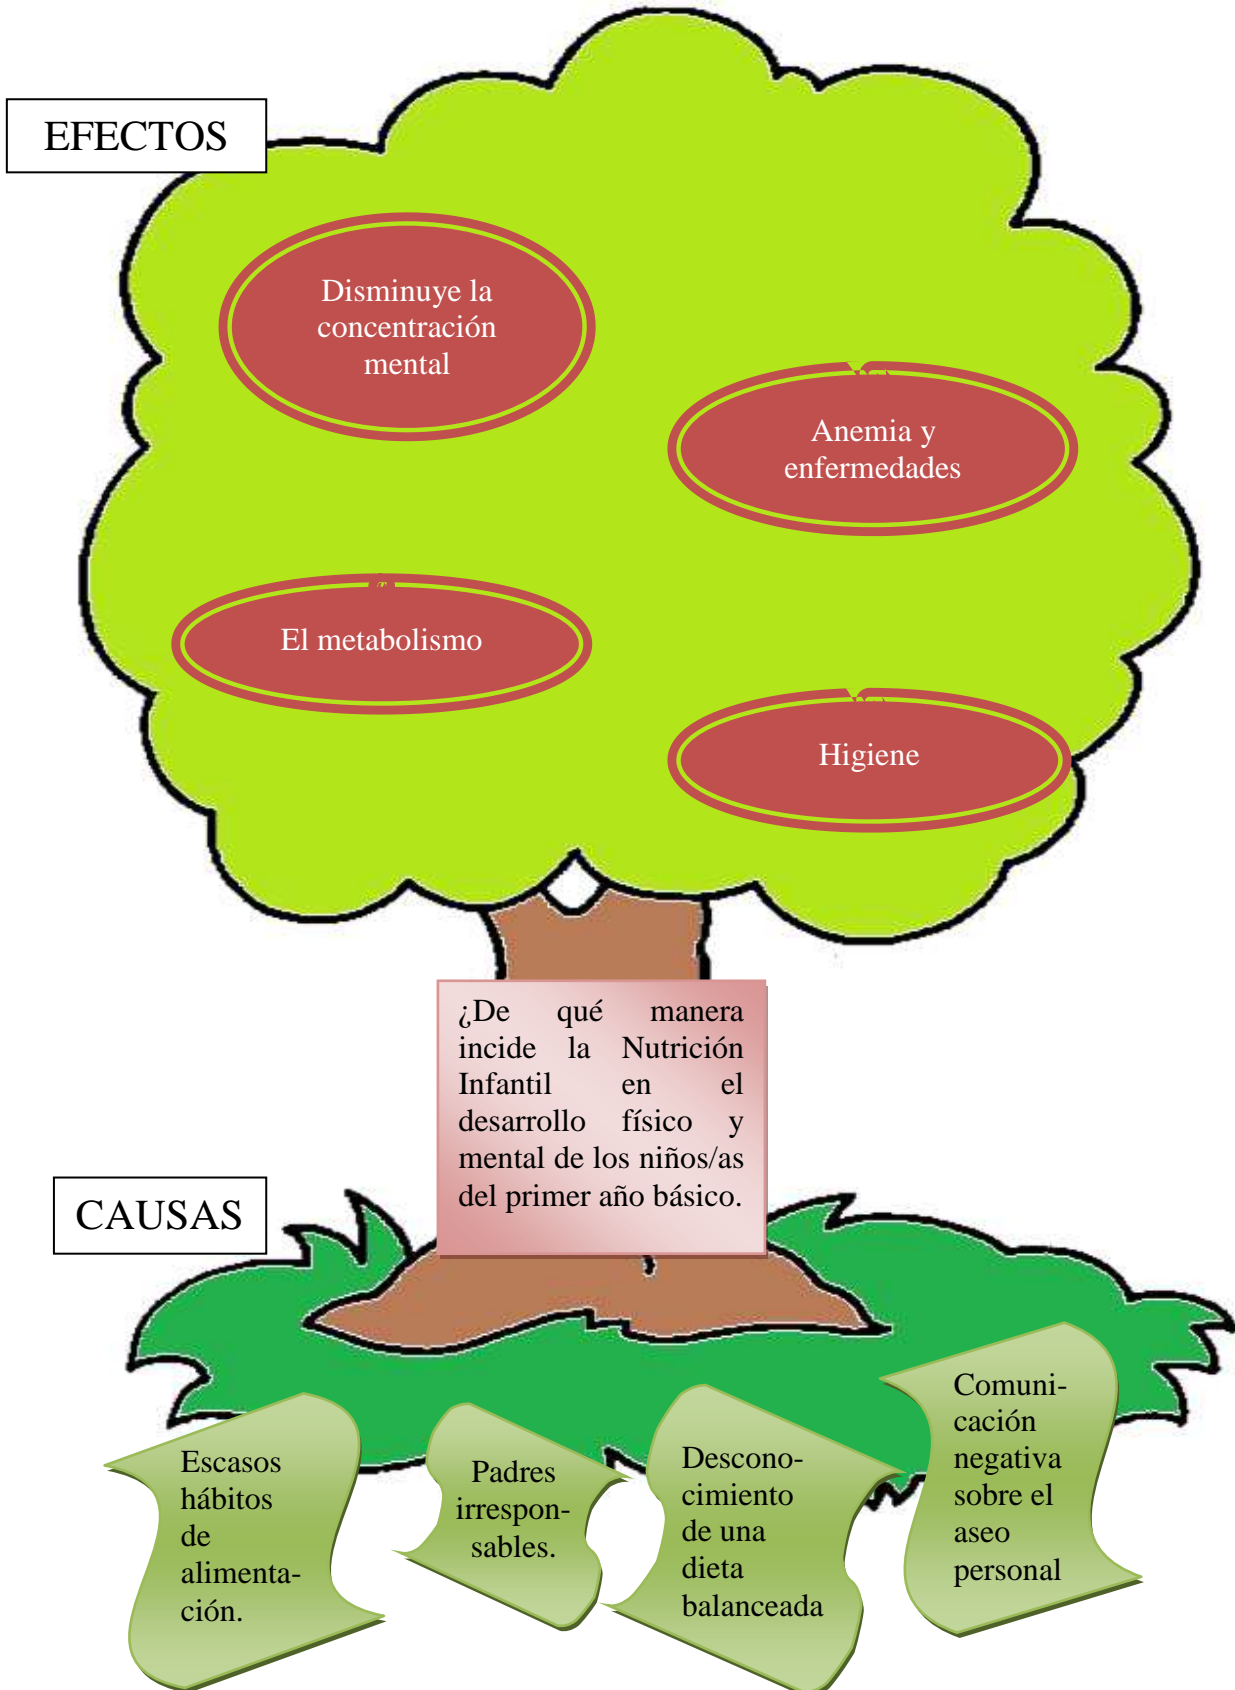 EFECTOS
Disminuye la
concentración
mental
Anemia y
enfermedades
El metabolismo
Higiene
¿De qué manera
incide la Nutrición
Infantil en el
desarrollo físico y
mental de los niños/as
del primer año básico.
CAUSAS
Escasos
hábitos
de
alimenta-
ción.
Padres
irrespon-
sables.
Descono-
cimiento
de una
dieta
balanceada
Comuni-
cación
negativa
sobre el
aseo
personal